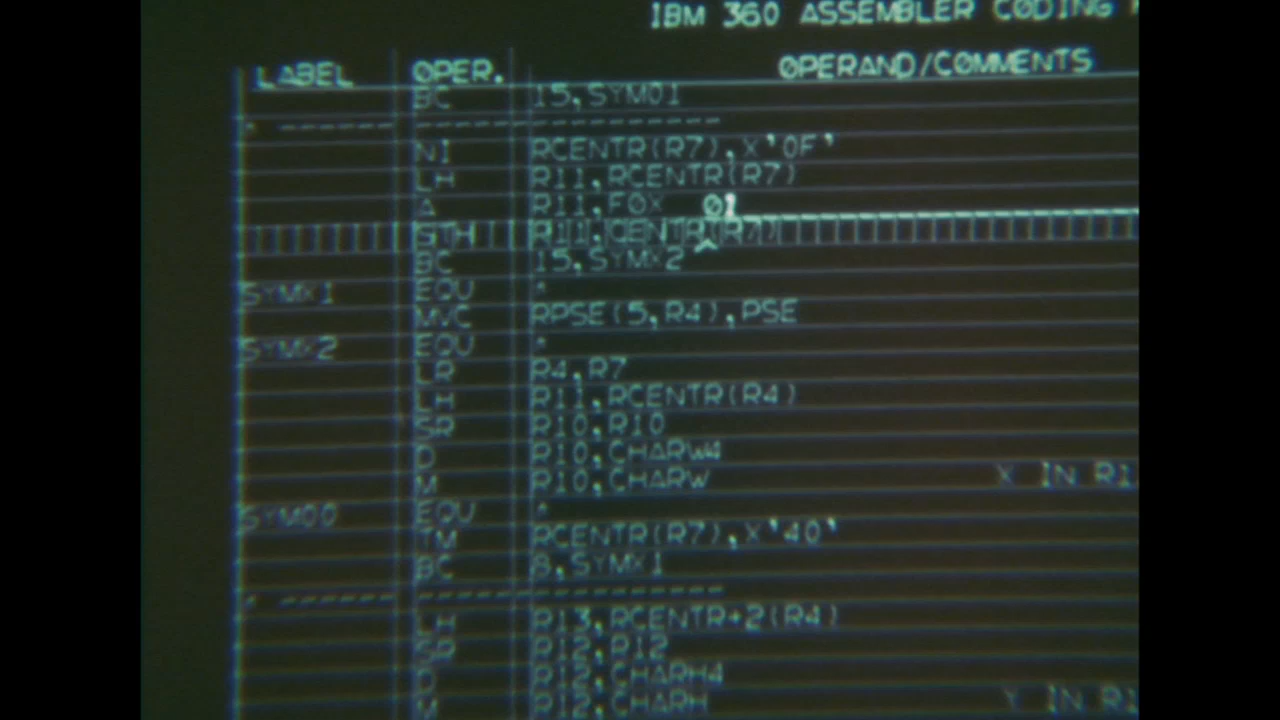 IBM 360 ASSEMBLER CODING
LABEL OPER. OPERAND/COMMENTS
BC 15,SYM01
* ---------------------
NI RCENTR(R7),X'0F'
LH R11,RCENTR(R7)
A R11,FOX 01
STH R11,CENTR(R7)
BC 15,SYMX2
SYMX1 EQU *
MVC RPSE(5,R4),PSE
SYMX2 EQU *
LR R4,R7
LH R11,RCENTR(R4)
SR R10,R10
D R10,CHARW4
M R10,CHARW X IN R1
SYM00 EQU *
TM RCENTR(R7),X'40'
BC 8,SYMX1
* ---------------------
LH R13,RCENTR+2(R4)
SR R12,R12
D R12,CHARH4
M R12,CHARH Y IN R1